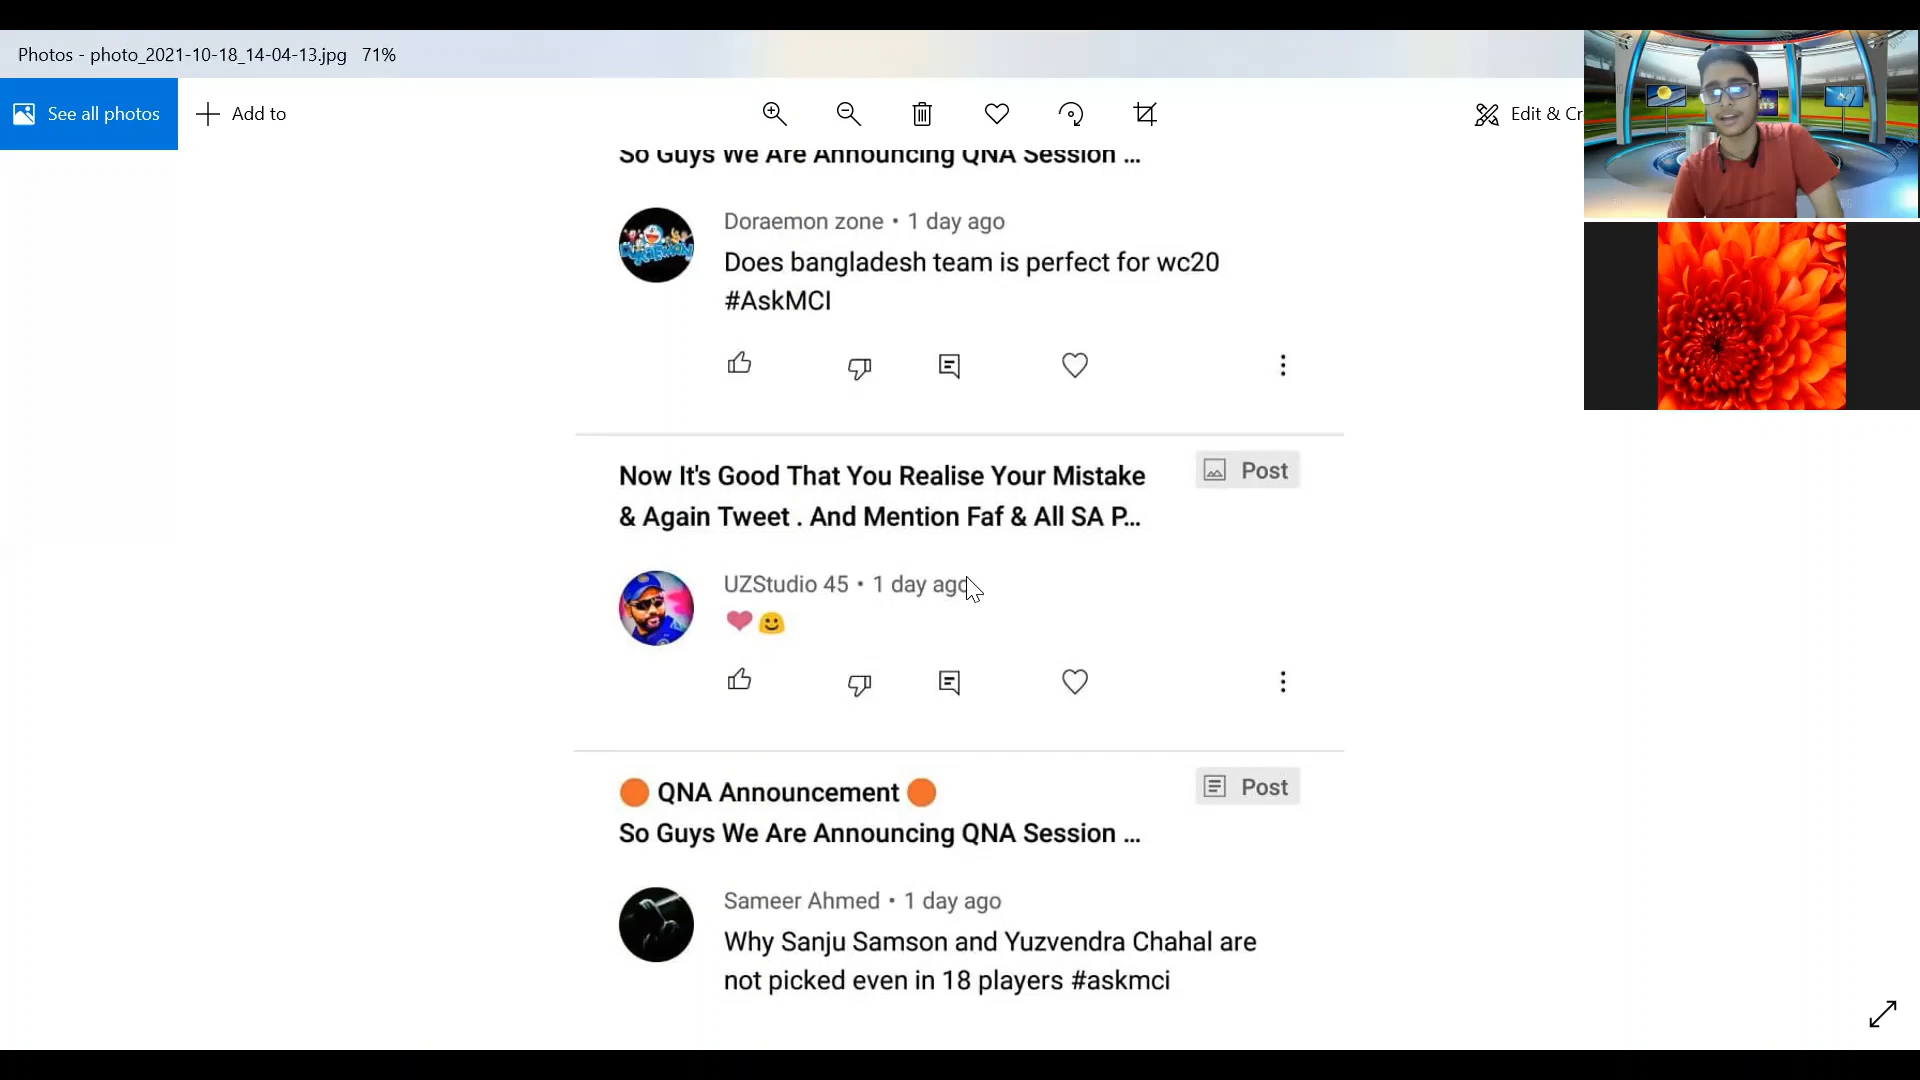 Photos - photo_2021-10-18_14-04-13.jpg 71%
See all photos
Add to
Edit & Cr
So Guys We Are Announcing QNA Session ...
Doraemon zone • 1 day ago
Does bangladesh team is perfect for wc20
#AskMCI
Now It's Good That You Realise Your Mistake
& Again Tweet . And Mention Faf & All SA P...
Post
UZStudio 45 • 1 day ago
❤🙂
🟠 QNA Announcement 🟠
Post
So Guys We Are Announcing QNA Session ...
Sameer Ahmed • 1 day ago
Why Sanju Samson and Yuzvendra Chahal are
not picked even in 18 players #askmci